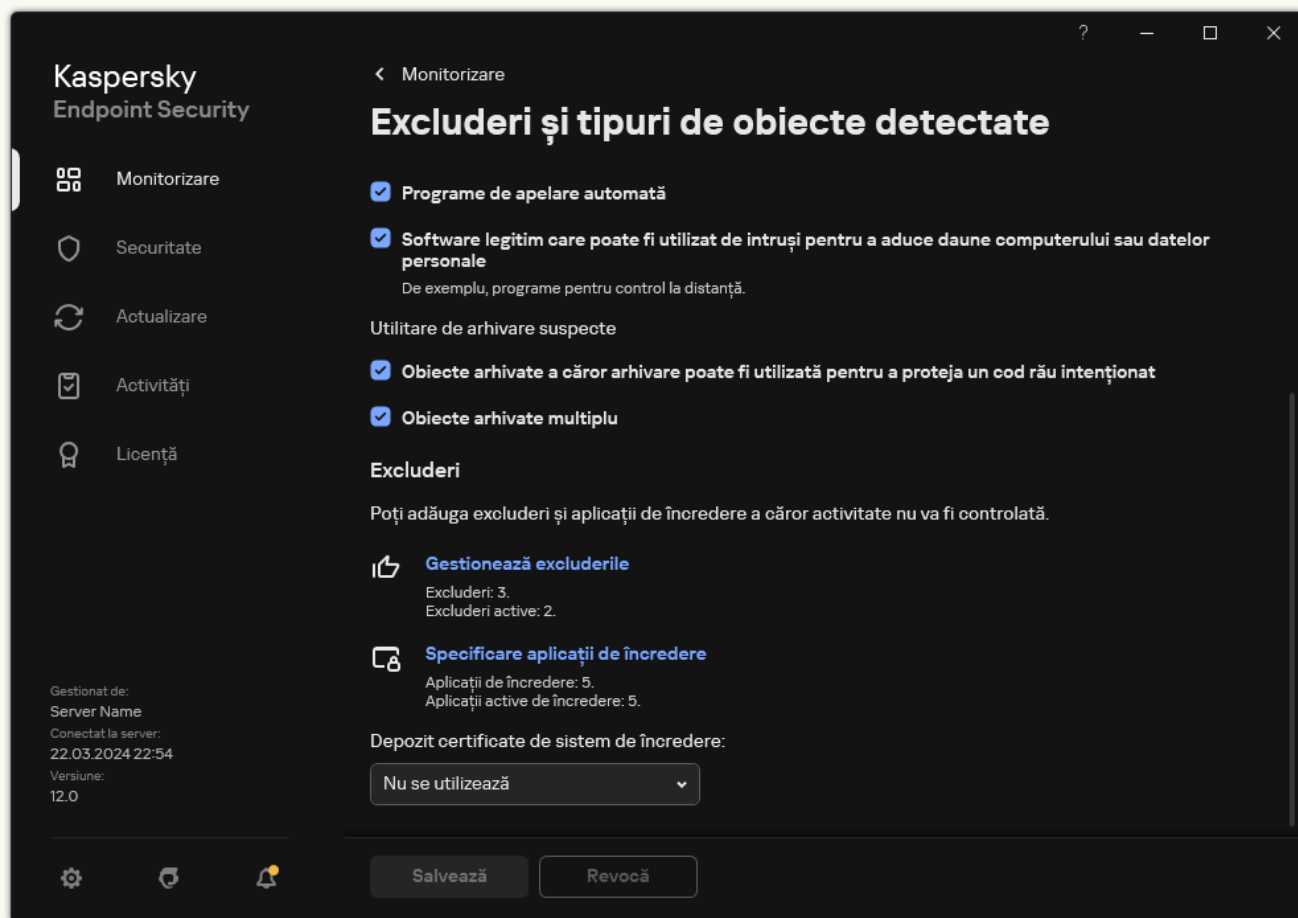 ?
Kaspersky
Endpoint Security
Monitorizare
Securitate
Actualizare
Activități
Licență
Gestionat de:
Server Name
Conectat la server:
22.03.2024 22:54
Versiune:
12.0
Monitorizare
Excluderi și tipuri de obiecte detectate
Programe de apelare automată
Software legitim care poate fi utilizat de intruși pentru a aduce daune computerului sau datelor
personale
De exemplu, programe pentru control la distanță.
Utilitare de arhivare suspecte
Obiecte arhivate a căror arhivare poate fi utilizată pentru a proteja un cod rău intenționat
Obiecte arhivate multiplu
Excluderi
Poți adăuga excluderi și aplicații de încredere a căror activitate nu va fi controlată.
Gestionează excluderile
Excluderi: 3.
Excluderi active: 2.
Specificare aplicații de încredere
Aplicații de încredere: 5.
Aplicații active de încredere: 5.
Depozit certificate de sistem de încredere:
Nu se utilizează
Salvează
Revocă